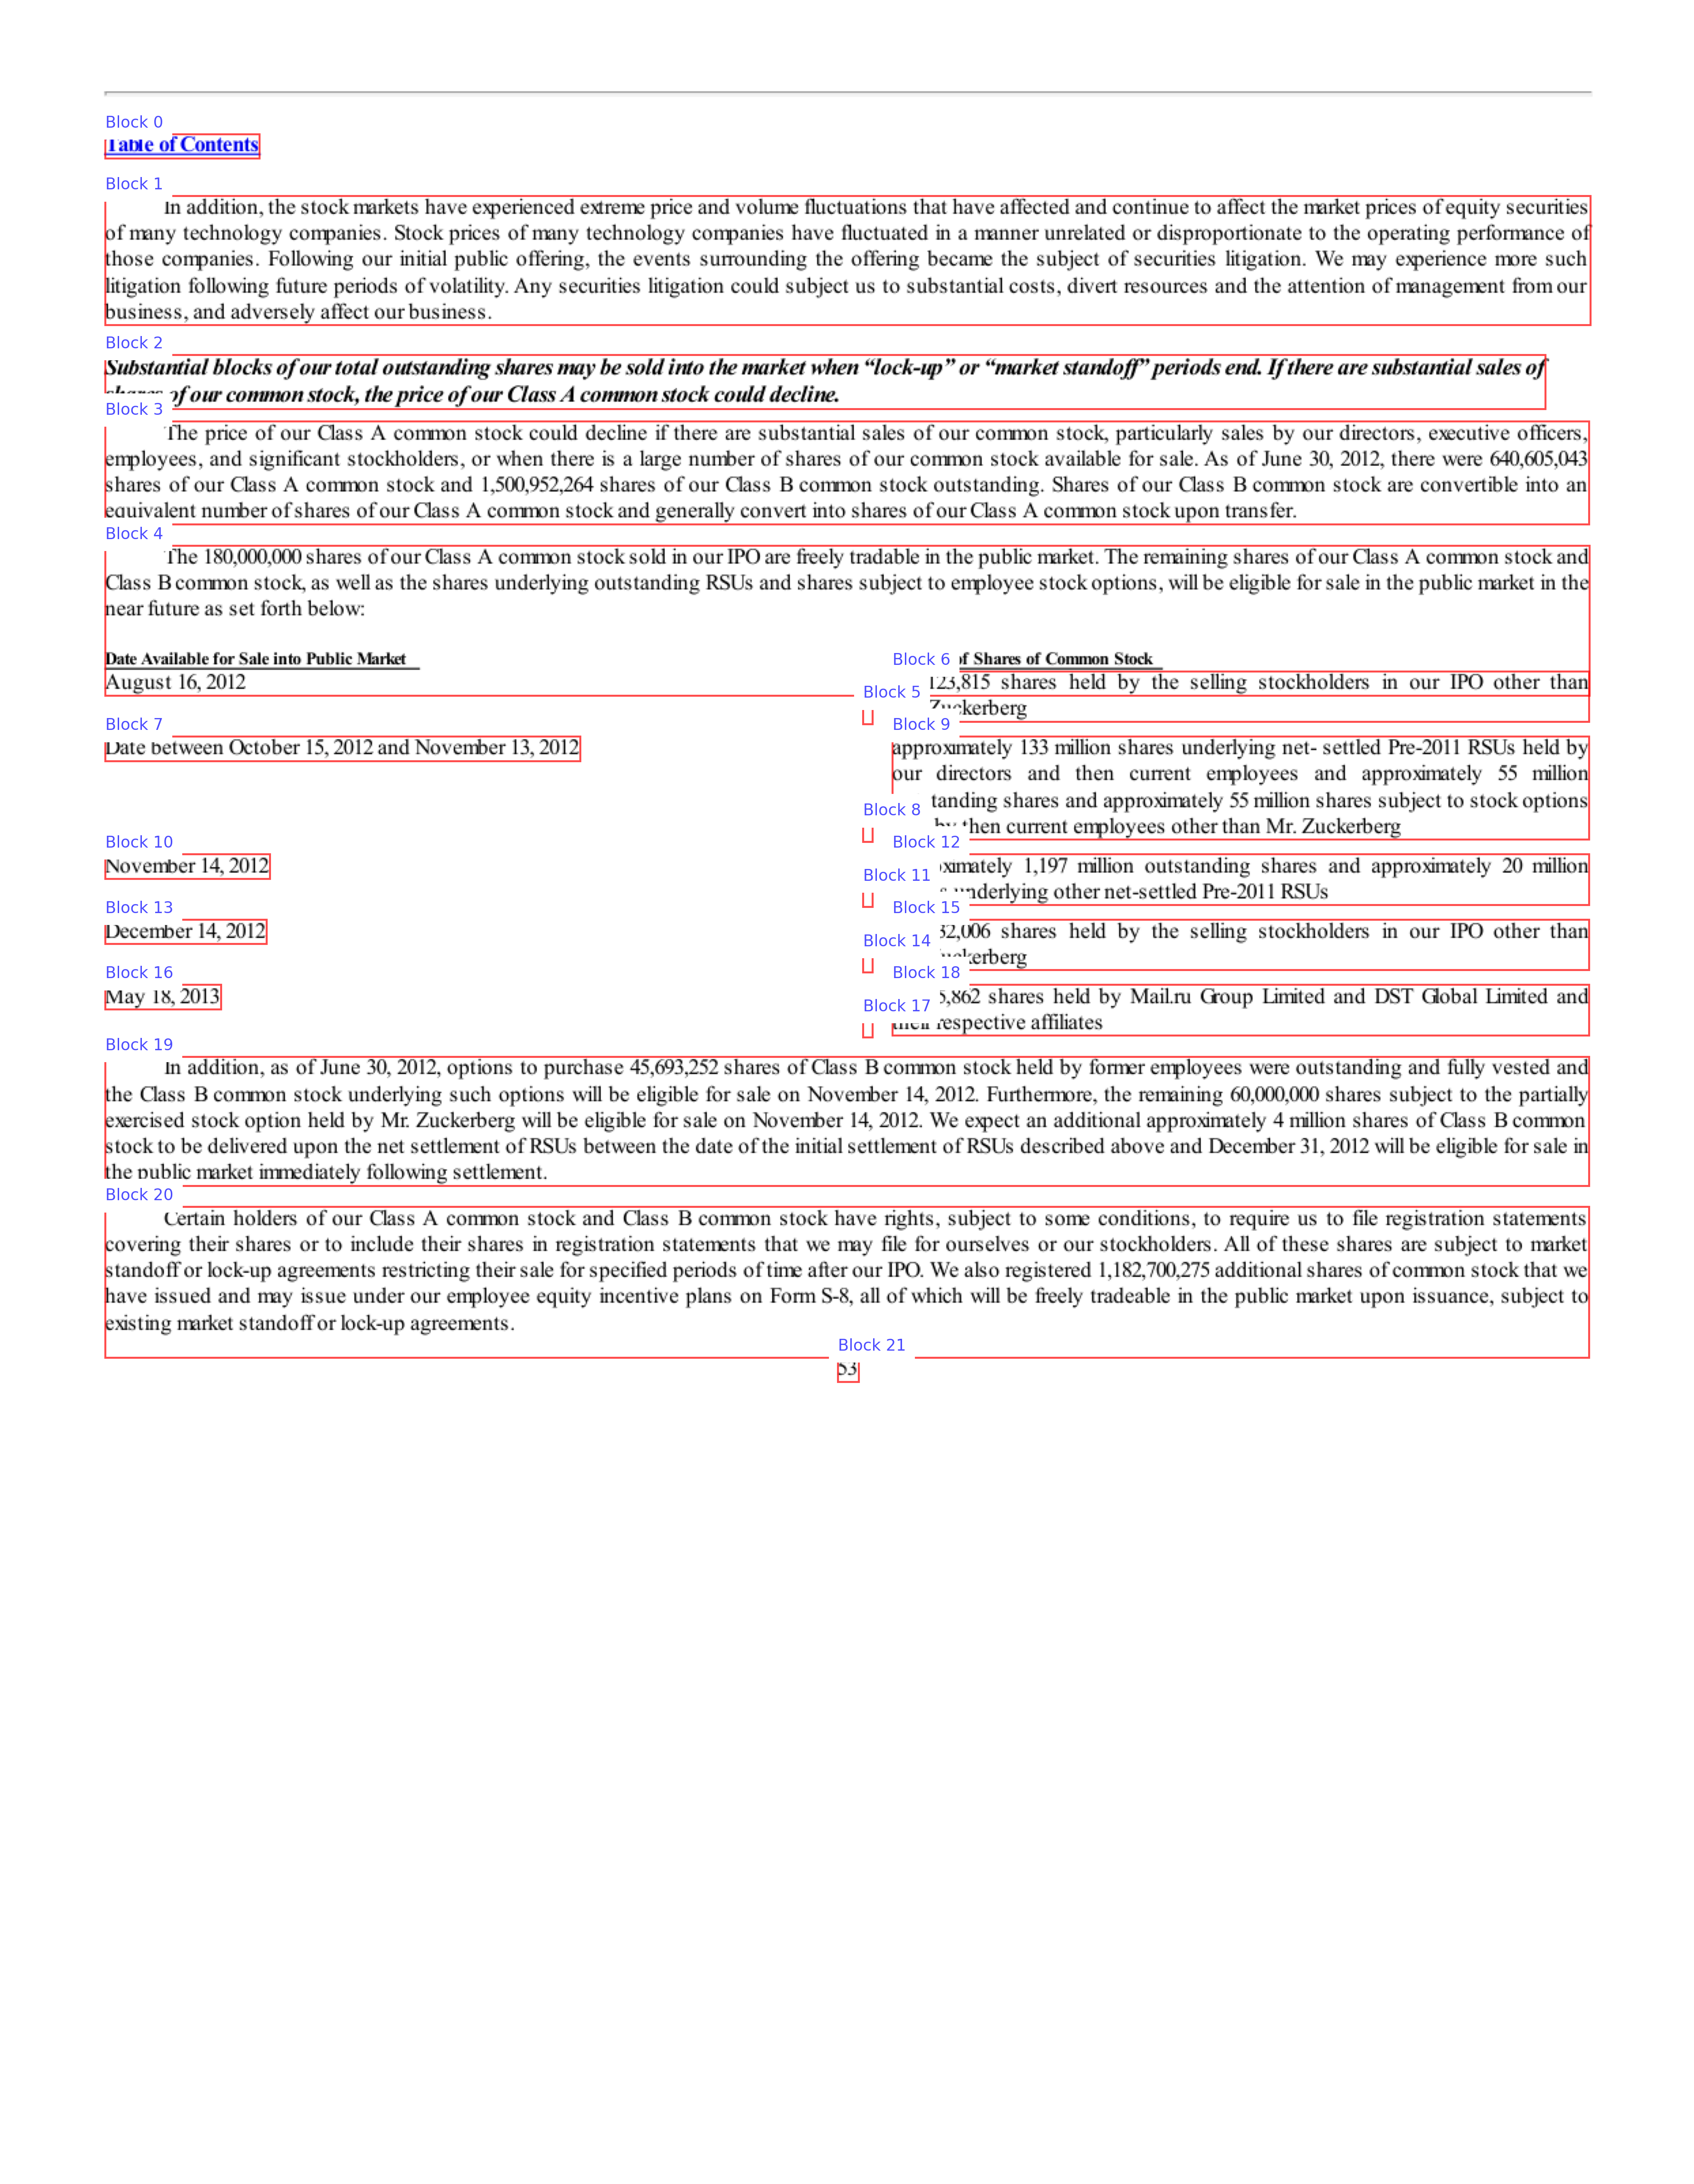 Block 0
Table of Contents
Block 1
In addition, the stock markets have experienced extreme price and volume fluctuations that have affected and continue to affect the market prices of equity securities
of many technology companies. Stock prices of many technology companies have fluctuated in a manner unrelated or disproportionate to the operating performance of
those companies. Following our initial public offering, the events surrounding the offering became the subject of securities litigation. We may experience more such
litigation following future periods of volatility. Any securities litigation could subject us to substantial costs, divert resources and the attention of management from our
business, and adversely affect our business.
Block 2
Substantial blocks of our total outstanding shares may be sold into the market when “lock-up” or “market standoff” periods end. If there are substantial sales of
shares of our common stock, the price of our Class A common stock could decline.
Block 3
The price of our Class A common stock could decline if there are substantial sales of our common stock, particularly sales by our directors, executive officers,
employees, and significant stockholders, or when there is a large number of shares of our common stock available for sale. As of June 30, 2012, there were 640,605,043
shares of our Class A common stock and 1,500,952,264 shares of our Class B common stock outstanding. Shares of our Class B common stock are convertible into an
equivalent number of shares of our Class A common stock and generally convert into shares of our Class A common stock upon transfer.
Block 4
The 180,000,000 shares of our Class A common stock sold in our IPO are freely tradable in the public market. The remaining shares of our Class A common stock and
Class B common stock, as well as the shares underlying outstanding RSUs and shares subject to employee stock options, will be eligible for sale in the public market in the
near future as set forth below:
Date Available for Sale into Public Market Block 6 of Shares of Common Stock
August 16, 2012 123,815 shares held by the selling stockholders in our IPO other than
Block 5 Zuckerberg
Block 7 Block 9
Date between October 15, 2012 and November 13, 2012 approximately 133 million shares underlying net- settled Pre-2011 RSUs held by
our directors and then current employees and approximately 55 million
Block 8 tanding shares and approximately 55 million shares subject to stock options
by then current employees other than Mr. Zuckerberg
Block 10 Block 12
November 14, 2012 ximately 1,197 million outstanding shares and approximately 20 million
Block 11 underlying other net-settled Pre-2011 RSUs
Block 13 Block 15
December 14, 2012 32,006 shares held by the selling stockholders in our IPO other than
Block 14 kerberg
Block 16 Block 18
May 18, 2013 5,862 shares held by Mail.ru Group Limited and DST Global Limited and
Block 17 their respective affiliates
Block 19
In addition, as of June 30, 2012, options to purchase 45,693,252 shares of Class B common stock held by former employees were outstanding and fully vested and
the Class B common stock underlying such options will be eligible for sale on November 14, 2012. Furthermore, the remaining 60,000,000 shares subject to the partially
exercised stock option held by Mr. Zuckerberg will be eligible for sale on November 14, 2012. We expect an additional approximately 4 million shares of Class B common
stock to be delivered upon the net settlement of RSUs between the date of the initial settlement of RSUs described above and December 31, 2012 will be eligible for sale in
the public market immediately following settlement.
Block 20
Certain holders of our Class A common stock and Class B common stock have rights, subject to some conditions, to require us to file registration statements
covering their shares or to include their shares in registration statements that we may file for ourselves or our stockholders. All of these shares are subject to market
standoff or lock-up agreements restricting their sale for specified periods of time after our IPO. We also registered 1,182,700,275 additional shares of common stock that we
have issued and may issue under our employee equity incentive plans on Form S-8, all of which will be freely tradeable in the public market upon issuance, subject to
existing market standoff or lock-up agreements.
Block 21
53